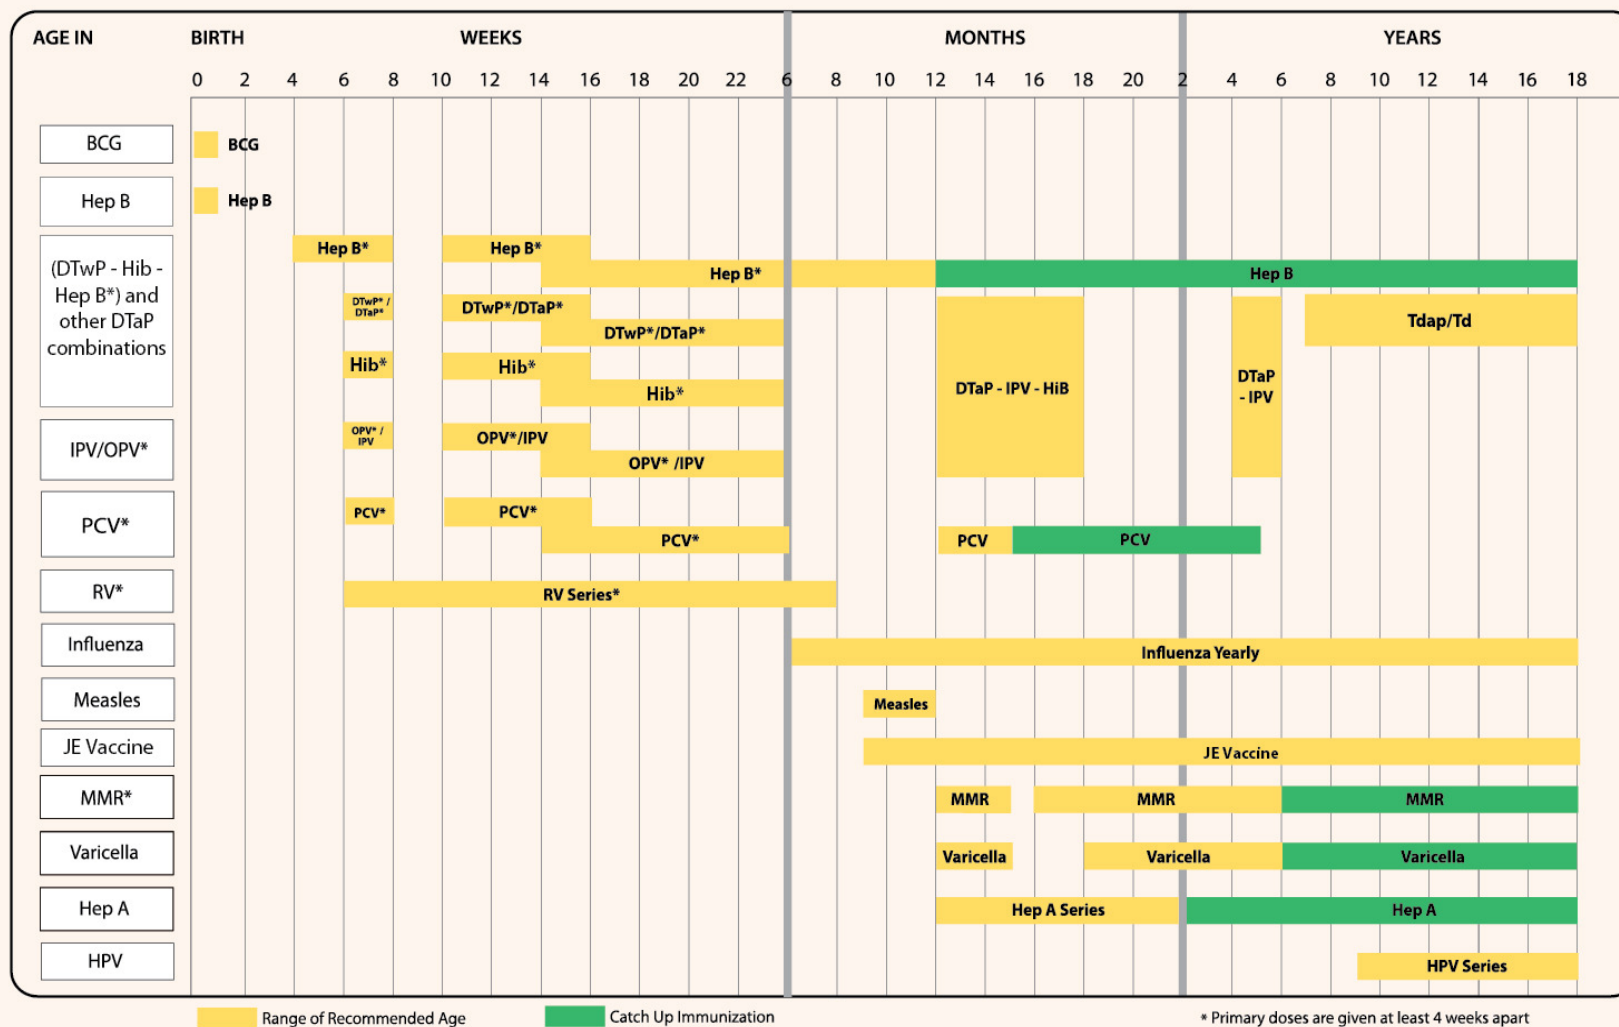 AGE IN BIRTH WEEKS MONTHS YEARS
0 2 4 6 8 10 12 14 16 20 22 6 8 10 12 14 16 20 2 4 6 8 10 12 14 16 18
BCG BCG
Hep B Hep B
(DTwP - Hib -
Hep B*) and
other DTaP
combinations
Hep B* Hep B*
Hep B* Hep B
DTwP* /
DTaP*
DTwP*/DTaP*
DTwP*/DTaP*
Hib* Hib*
Hib*
DTaP - IPV - HiB
DTaP
- IPV
Tdap/Td
IPV/OPV*
OPV* /
IPV
OPV*/IPV
OPV* /IPV
PCV*
PCV* PCV*
PCV* PCV PCV
RV* RV Series*
Influenza Influenza Yearly
Measles Measles
JE Vaccine JE Vaccine
MMR* MMR MMR MMR
Varicella Varicella Varicella Varicella
Hep A Hep A Series Hep A
HPV HPV Series
Range of Recommended Age Catch Up Immunization * Primary doses are given at least 4 weeks apart